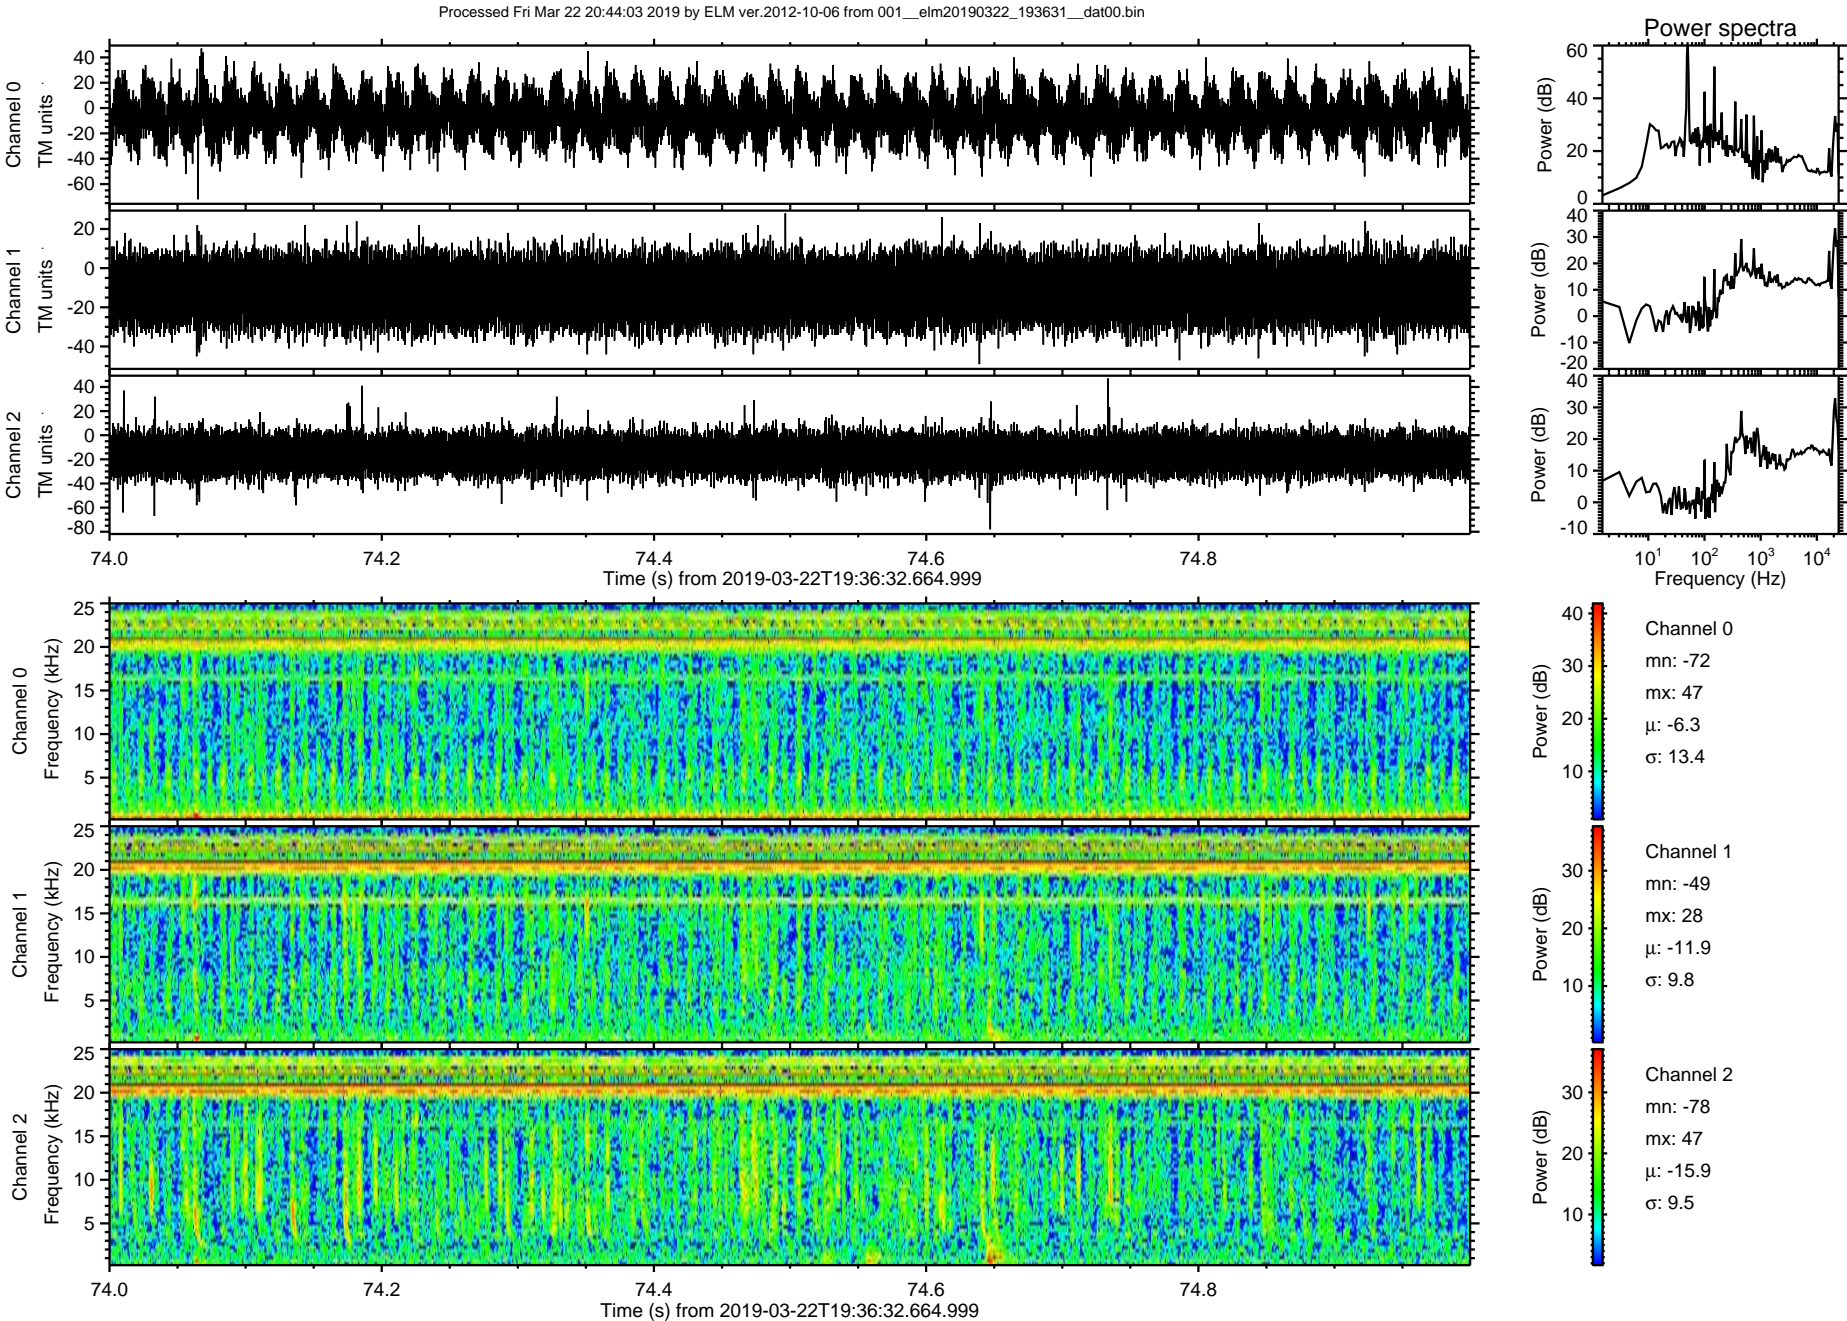 Processed Fri Mar 22 20:44:03 2019 by ELM ver.2012-10-06 from 001__elm20190322_193631__dat00.bin
Power spectra
Channel 0
TM units
40
20
0
-20
-40
-60
Power (dB)
60
40
20
0
Channel 1
TM units
20
0
-20
-40
Power (dB)
40
30
20
10
0
-10
-20
Channel 2
TM units
40
20
0
-20
-40
-60
-80
Power (dB)
40
30
20
10
0
-10
74.0 74.2 74.4 74.6 74.8
Time (s) from 2019-03-22T19:36:32.664.999
10¹ 10² 10³ 10⁴
Frequency (Hz)
Channel 0
Frequency (kHz)
25
20
15
10
5
Power (dB)
40
30
20
10
Channel 0
mn: -72
mx: 47
μ: -6.3
σ: 13.4
Channel 1
Frequency (kHz)
25
20
15
10
5
Power (dB)
30
20
10
Channel 1
mn: -49
mx: 28
μ: -11.9
σ: 9.8
Channel 2
Frequency (kHz)
25
20
15
10
5
Power (dB)
30
20
10
Channel 2
mn: -78
mx: 47
μ: -15.9
σ: 9.5
74.0 74.2 74.4 74.6 74.8
Time (s) from 2019-03-22T19:36:32.664.999